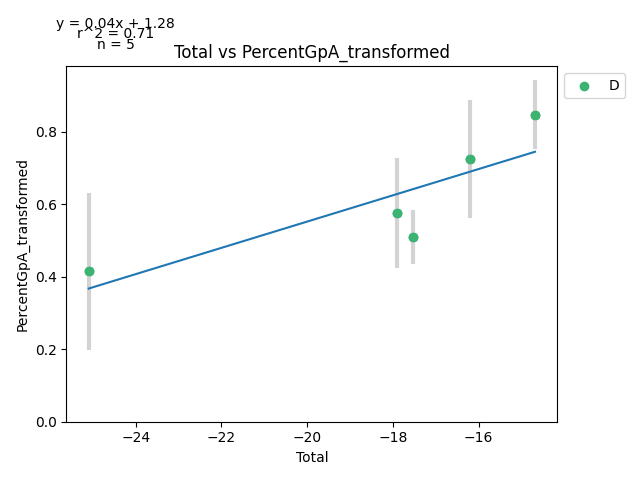 y = 0.04x + 1.28
r^2 = 0.71
n = 5
Total vs PercentGpA_transformed
D
PercentGpA_transformed
0.8
0.6
0.4
0.2
0.0
−24
−22
−20
−18
−16
Total